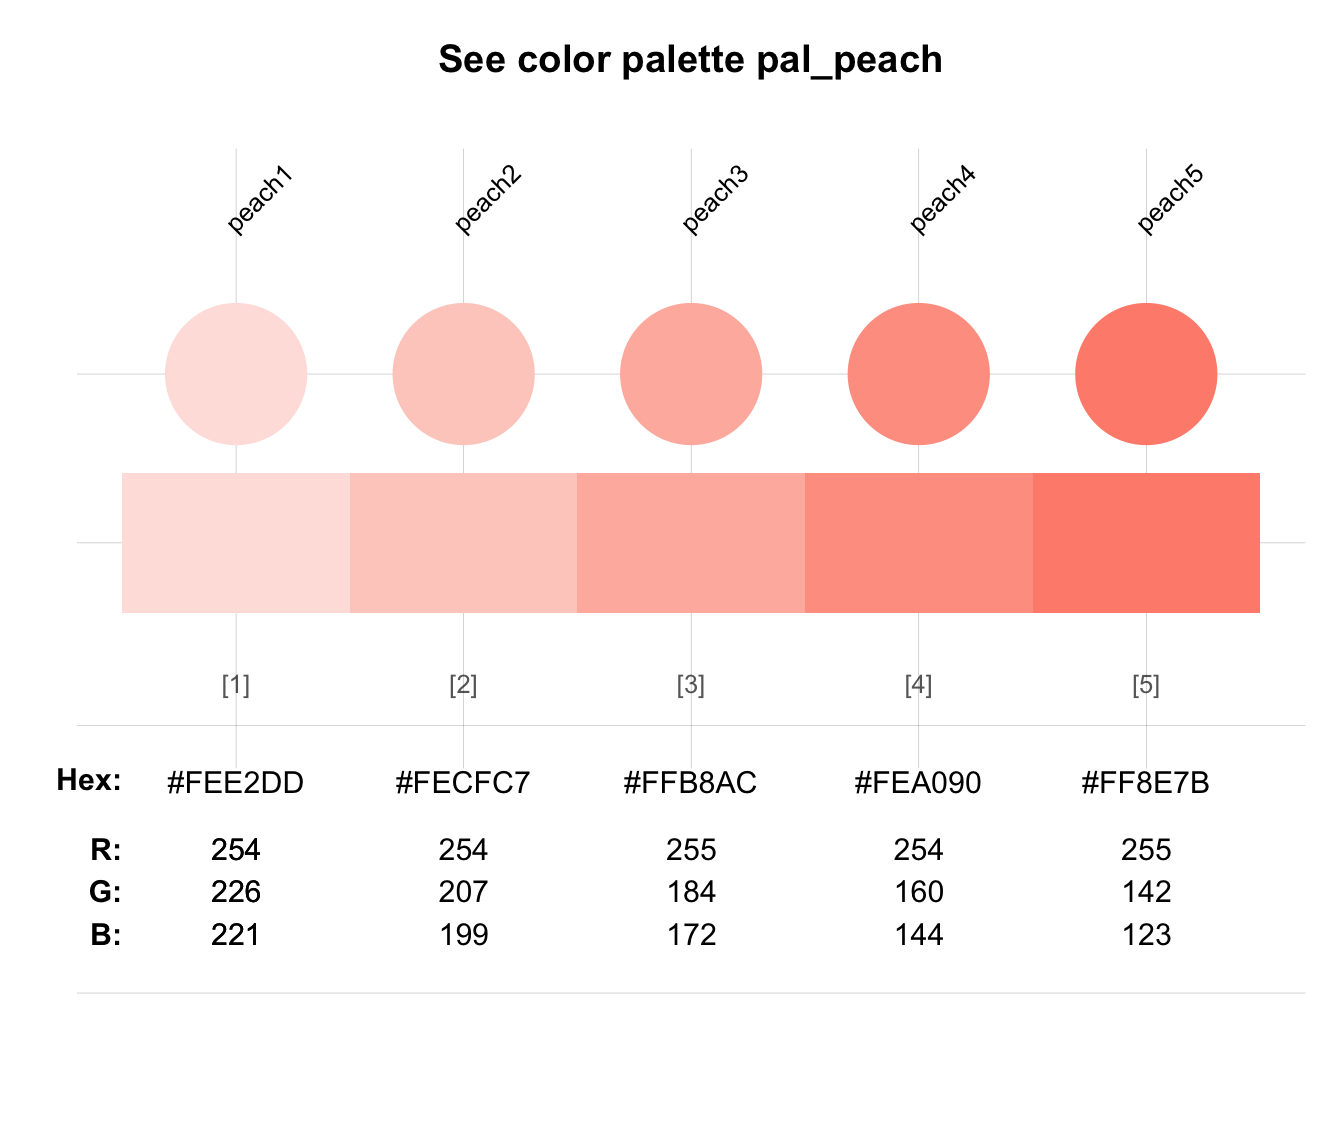 See color palette pal_peach
peach1 peach2 peach3 peach4 peach5
[1] [2] [3] [4] [5]
Hex: #FEE2DD #FECFC7 #FFB8AC #FEA090 #FF8E7B
R: 254 254 255 254 255
G: 226 207 184 160 142
B: 221 199 172 144 123